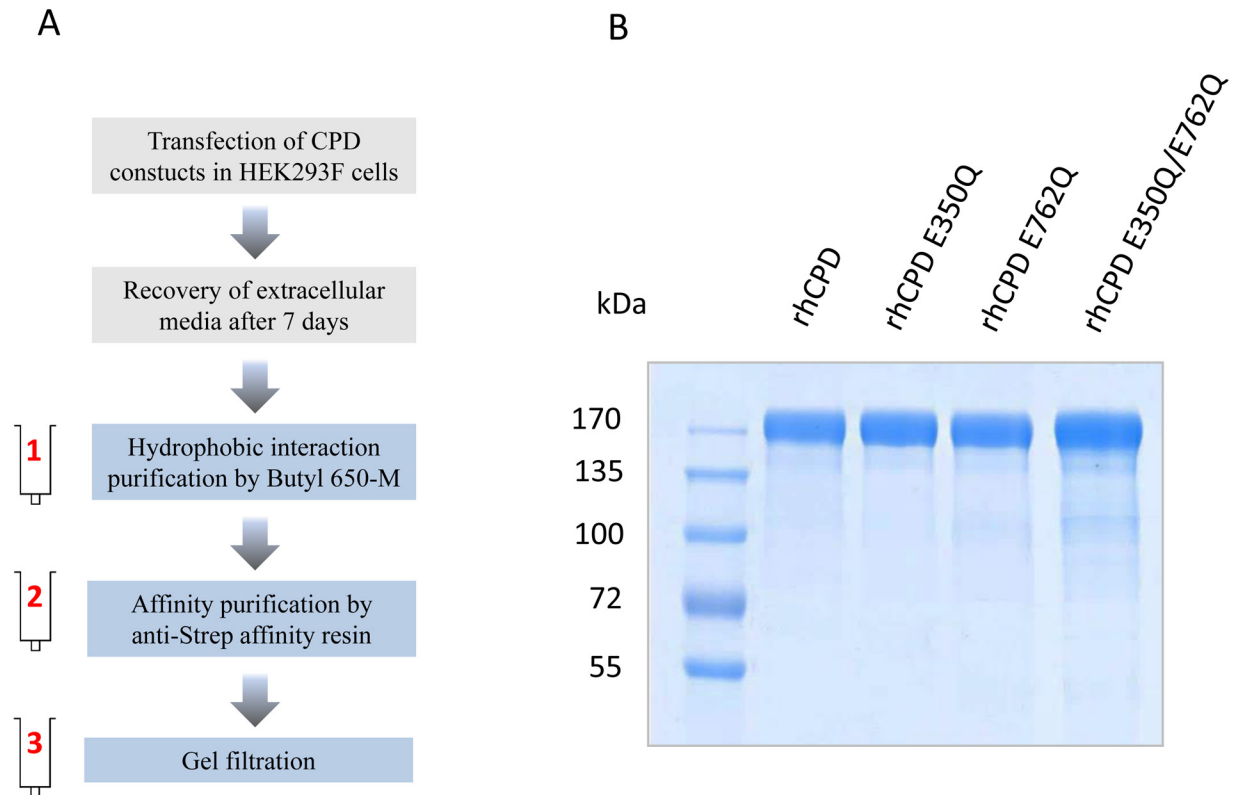 A
Transfection of CPD
constucts in HEK293F cells
Recovery of extracellular
media after 7 days
1
Hydrophobic interaction
purification by Butyl 650-M
2
Affinity purification by
anti-Strep affinity resin
3
Gel filtration
B
kDa
rhCPD
rhCPD E350Q
rhCPD E762Q
rhCPD E350Q/E762Q
170
135
100
72
55